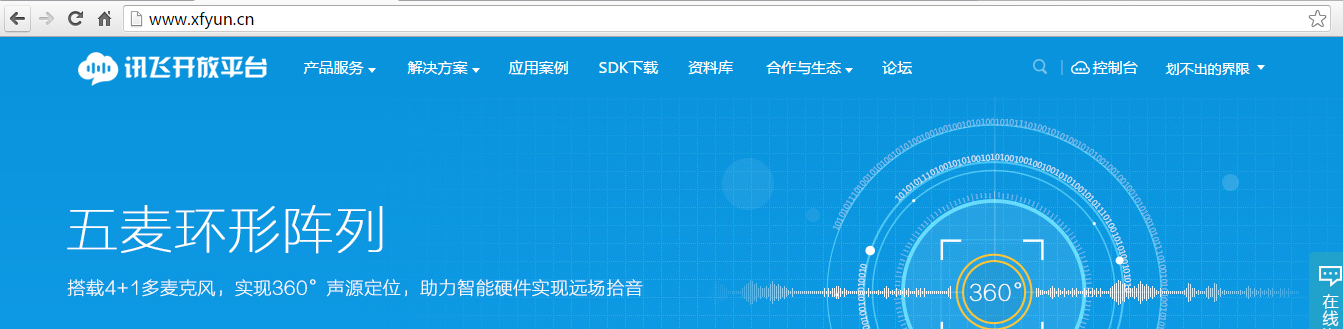 www.xfyun.cn
讯飞开放平台 产品服务 解决方案 应用案例 SDK下载 资料库 合作与生态 论坛 控制台 划不出的界限
五麦环形阵列
搭载4+1多麦克风，实现360°声源定位，助力智能硬件实现远场拾音
360°
在线